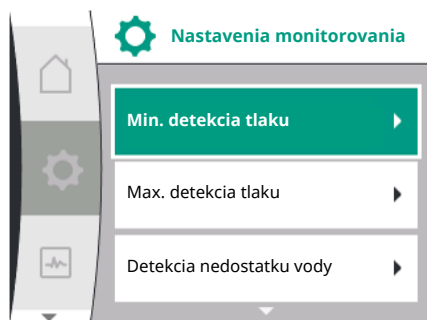 Nastavenia monitorovania
Min. detekcia tlaku
Max. detekcia tlaku
Detekcia nedostatku vody